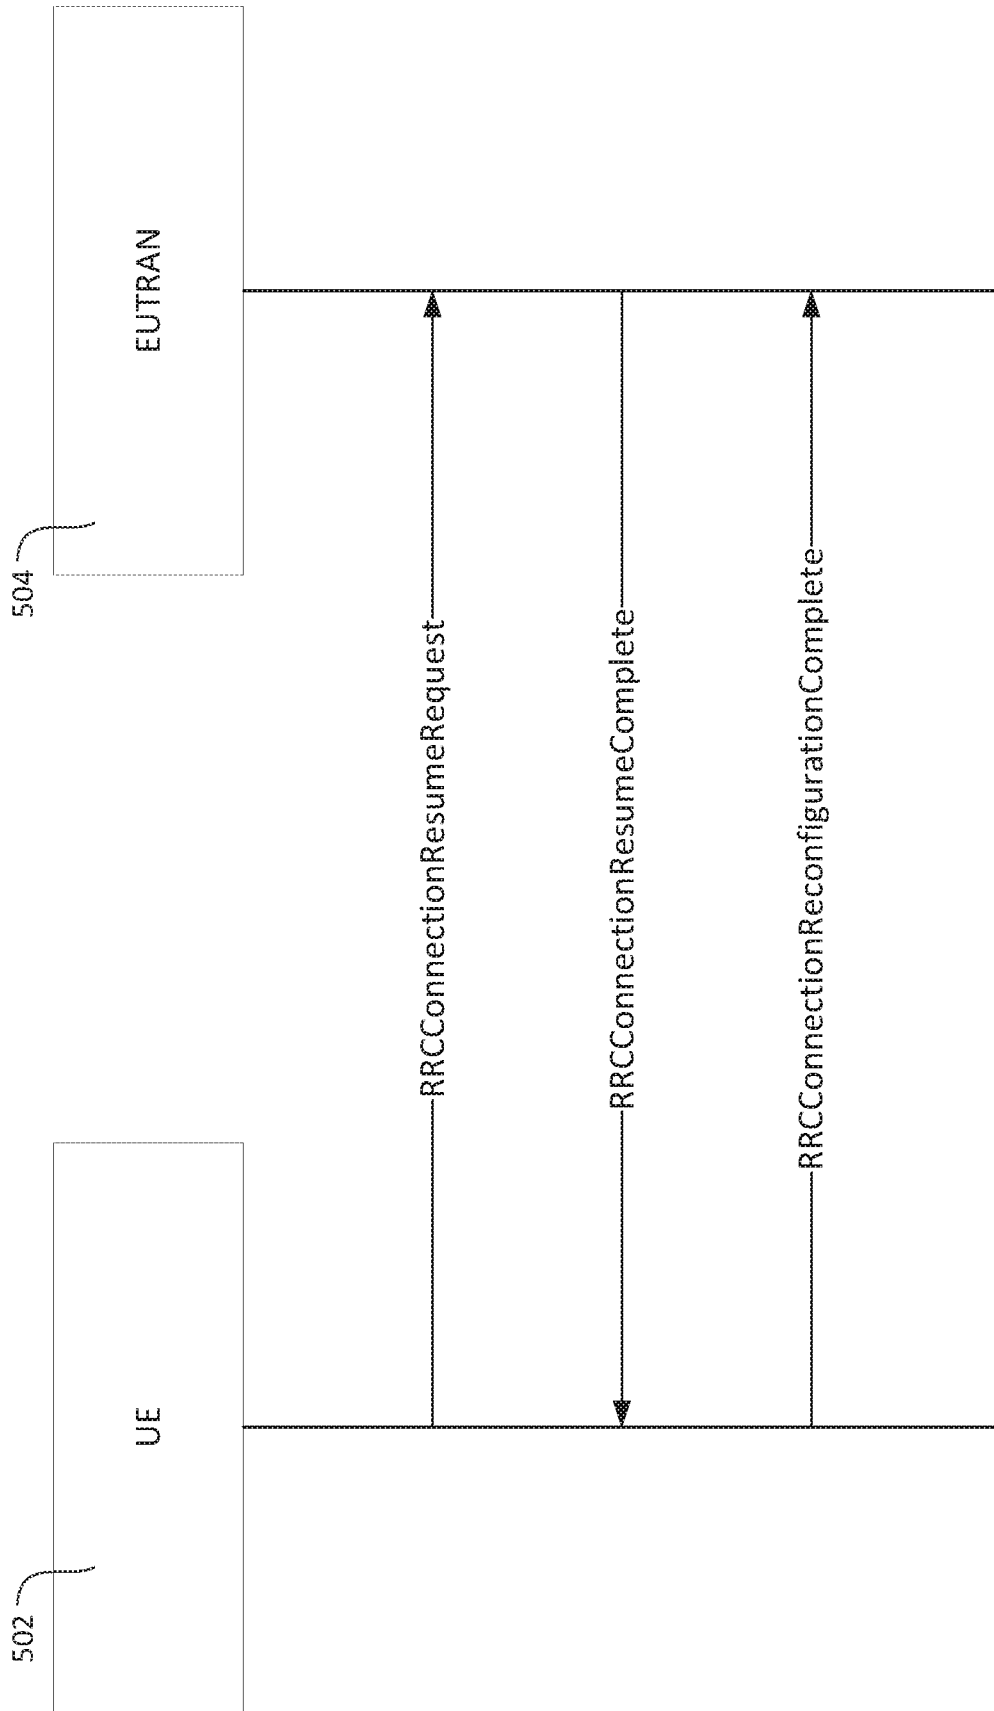 502
UE
504
EUTRAN
RRCConnectionResumeRequest
RRCConnectionResumeComplete
RRCConnectionReconfigurationComplete